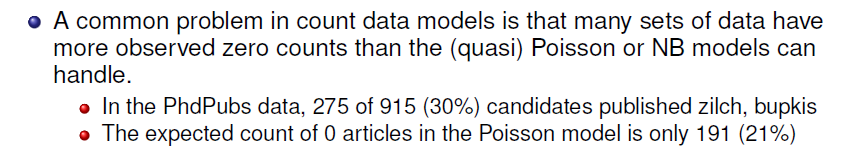 A common problem in count data models is that many sets of data have
more observed zero counts than the (quasi) Poisson or NB models can
handle.
In the PhdPubs data, 275 of 915 (30%) candidates published zilch, bupkis
The expected count of 0 articles in the Poisson model is only 191 (21%)